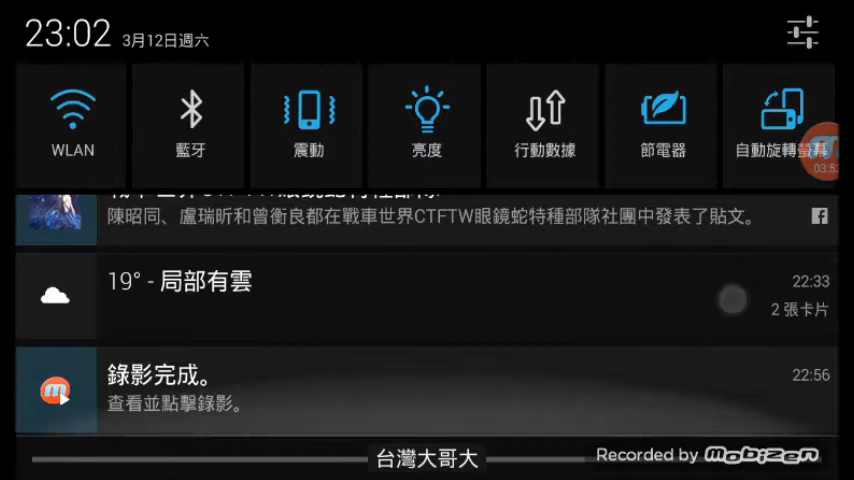 23:02 3月12日週六
WLAN 藍牙 震動 亮度 行動數據 節電器 自動旋轉螢幕
03:53
陳昭同、盧瑞昕和曾衡良都在戰車世界CTFTW眼鏡蛇特種部隊社團中發表了貼文。
19° - 局部有雲 22:33
2 張卡片
錄影完成。 22:56
查看並點擊錄影。
台灣大哥大
Recorded by mobizen